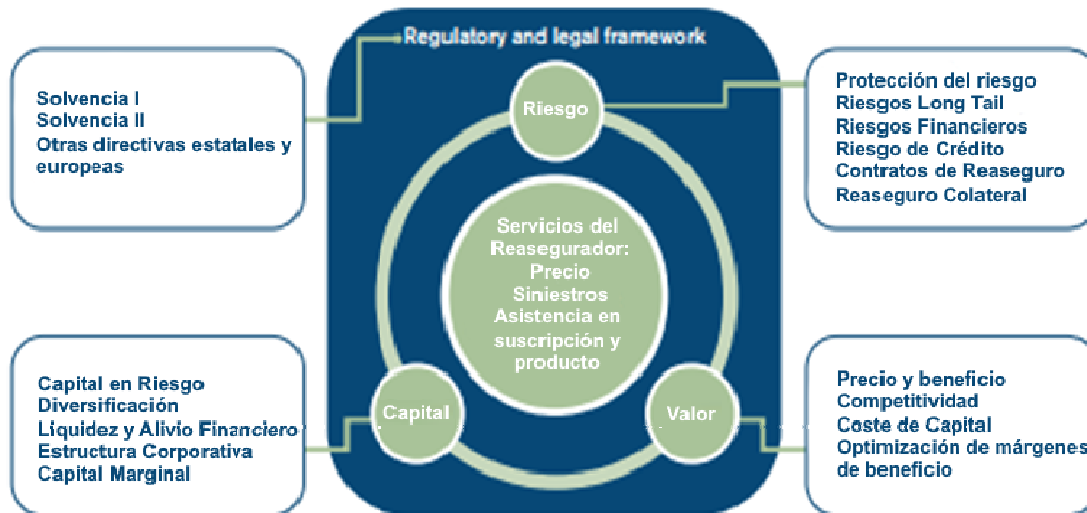 Regulatory and legal framework
Solvencia I
Solvencia II
Otras directivas estatales y
europeas
Riesgo
Protección del riesgo
Riesgos Long Tail
Riesgos Financieros
Riesgo de Crédito
Contratos de Reaseguro
Reaseguro Colateral
Servicios del
Reasegurador:
Precio
Siniestros
Asistencia en
suscripción y
producto
Capital
Capital en Riesgo
Diversificación
Liquidez y Alivio Financiero
Estructura Corporativa
Capital Marginal
Valor
Precio y beneficio
Competitividad
Coste de Capital
Optimización de márgenes
de beneficio